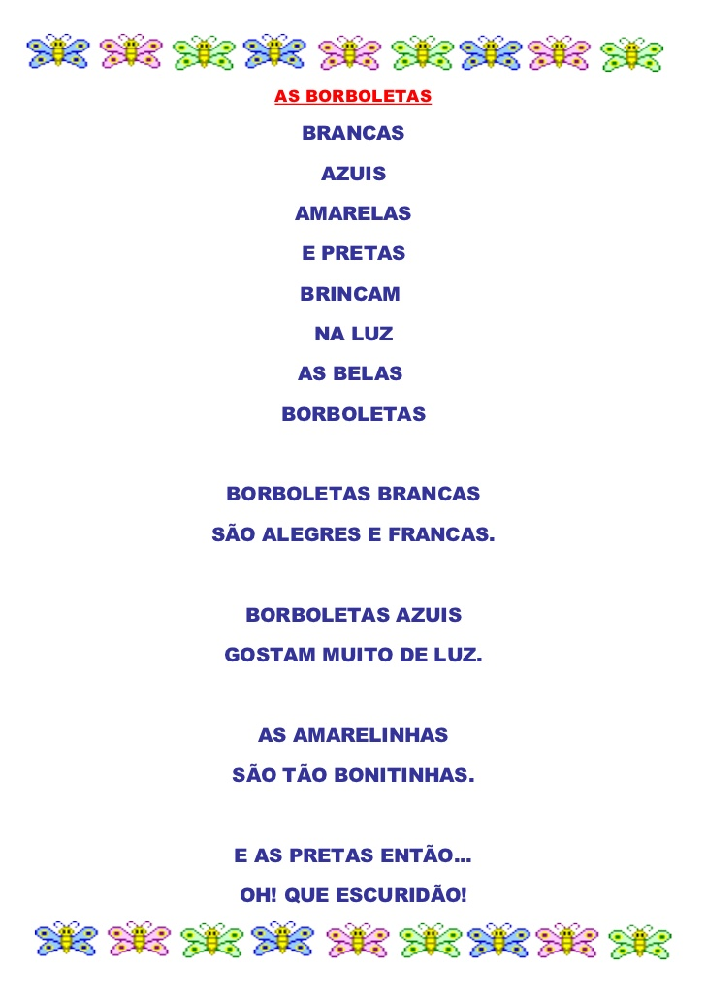 AS BORBOLETAS
BRANCAS
AZUIS
AMARELAS
E PRETAS
BRINCAM
NA LUZ
AS BELAS
BORBOLETAS
BORBOLETAS BRANCAS
SÃO ALEGRES E FRANCAS.
BORBOLETAS AZUIS
GOSTAM MUITO DE LUZ.
AS AMARELINHAS
SÃO TÃO BONITINHAS.
E AS PRETAS ENTÃO...
OH! QUE ESCURIDÃO!